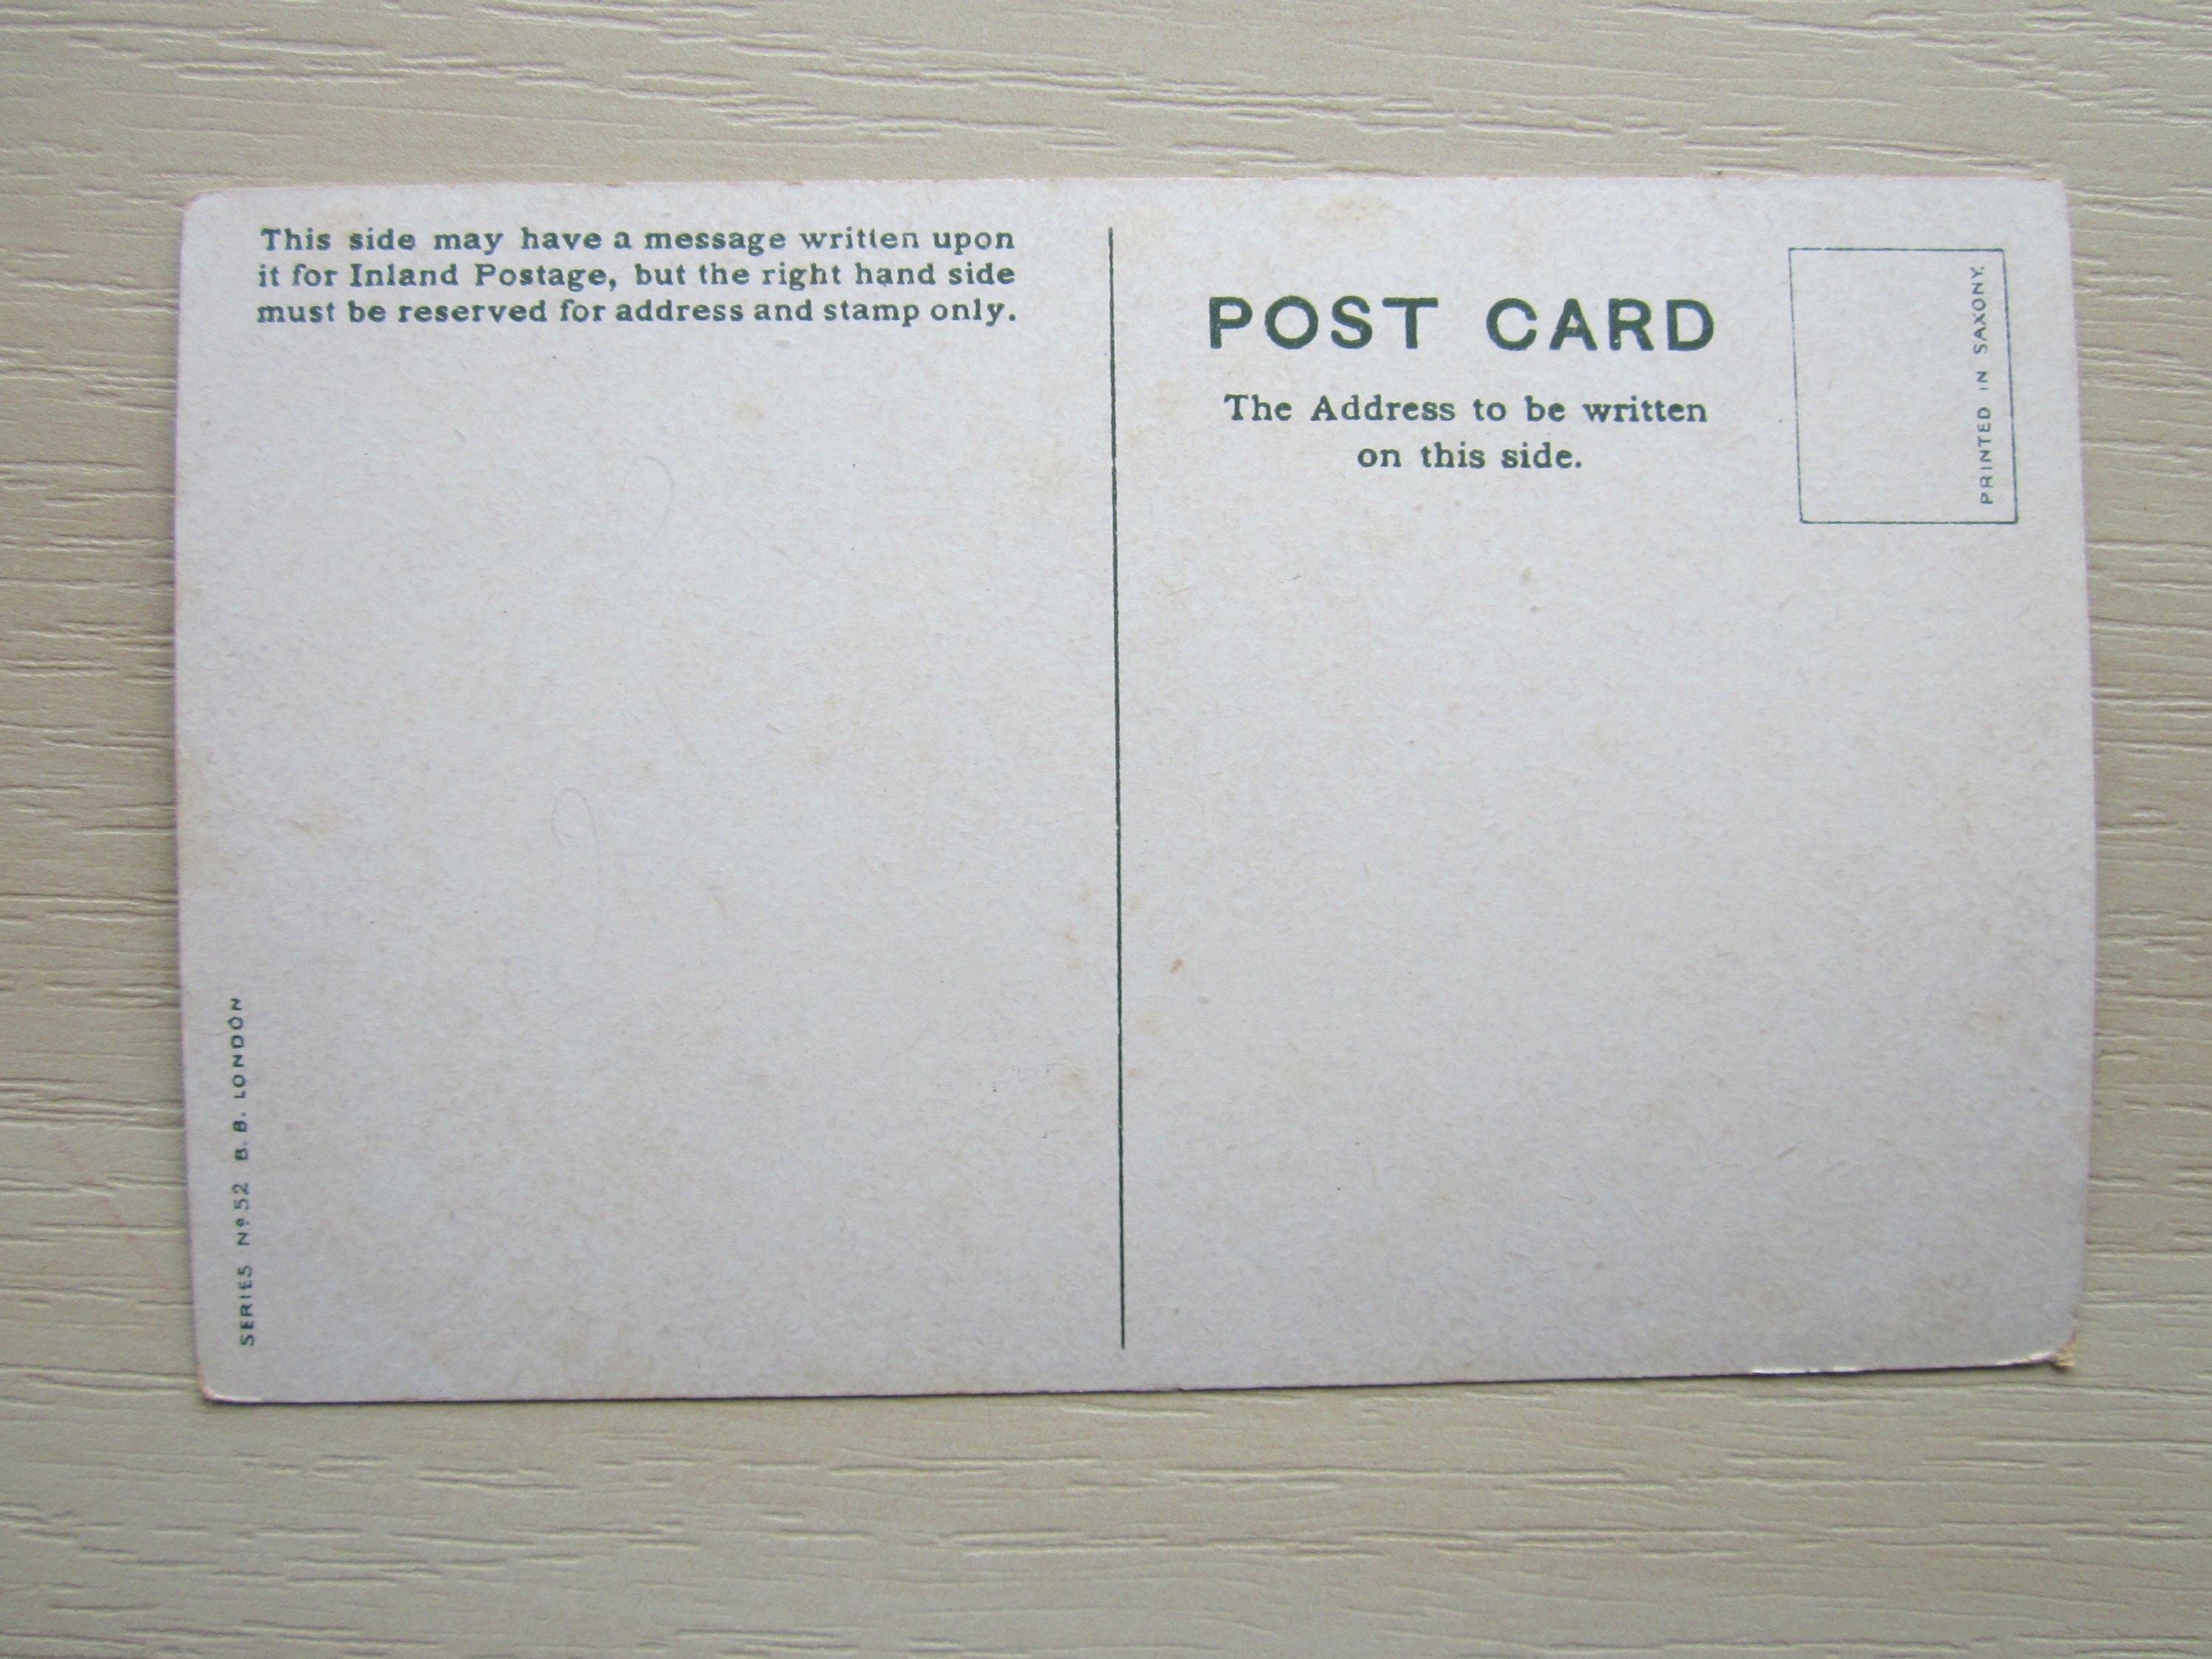 This side may have a message written upon
it for Inland Postage, but the right hand side
must be reserved for address and stamp only.
SERIES Nº 52 B. B. LONDON
POST CARD
The Address to be written
on this side.
PRINTED IN SAXONY.